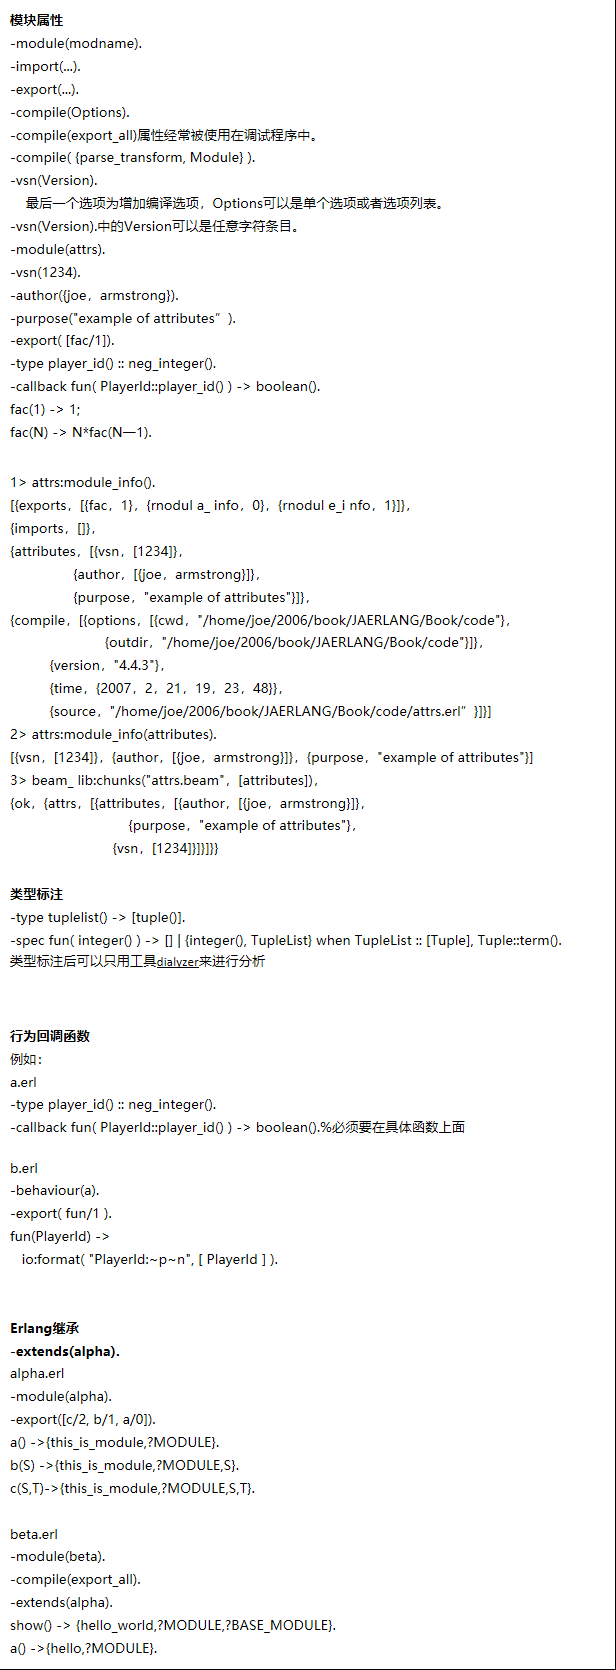 模块属性
-module(modname).
-import(...).
-export(...).
-compile(Options).
-compile(export_all)属性经常被使用在调试程序中。
-compile( {parse_transform, Module} ).
-vsn(Version).
最后一个选项为增加编译选项，Options可以是单个选项或者选项列表。
-vsn(Version).中的Version可以是任意字符条目。
-module(attrs).
-vsn(1234).
-author({joe，armstrong}).
-purpose("example of attributes”).
-export( [fac/1]).
-type player_id() :: neg_integer().
-callback fun( PlayerId::player_id() ) -> boolean().
fac(1) -> 1;
fac(N) -> N*fac(N—1).
1> attrs:module_info().
[{exports，[{fac，1}，{rnodul a_ info，0}，{rnodul e_i nfo，1}]}，
{imports，[]}，
{attributes，[{vsn，[1234]}，
{author，[{joe，armstrong}]}，
{purpose，"example of attributes"}]}，
{compile，[{options，[{cwd，"/home/joe/2006/book/JAERLANG/Book/code"}，
{outdir，"/home/joe/2006/book/JAERLANG/Book/code"}]}，
{version，"4.4.3"}，
{time，{2007，2，21，19，23，48}}，
{source，"/home/joe/2006/book/JAERLANG/Book/code/attrs.erl”}]}]
2> attrs:module_info(attributes).
[{vsn，[1234]}，{author，[{joe，armstrong}]}，{purpose，"example of attributes"}]
3> beam_ lib:chunks("attrs.beam"，[attributes])，
{ok，{attrs，[{attributes，[{author，[{joe，armstrong}]}，
{purpose，"example of attributes"}，
{vsn，[1234]}]}]}}
类型标注
-type tuplelist() -> [tuple()].
-spec fun( integer() ) -> [] | {integer(), TupleList} when TupleList :: [Tuple], Tuple::term().
类型标注后可以只用工具dialyzer来进行分析
行为回调函数
例如：
a.erl
-type player_id() :: neg_integer().
-callback fun( PlayerId::player_id() ) -> boolean().%必须要在具体函数上面
b.erl
-behaviour(a).
-export( fun/1 ).
fun(PlayerId) ->
io:format( "PlayerId:~p~n", [ PlayerId ] ).
Erlang继承
-extends(alpha).
alpha.erl
-module(alpha).
-export([c/2, b/1, a/0]).
a() ->{this_is_module,?MODULE}.
b(S) ->{this_is_module,?MODULE,S}.
c(S,T)->{this_is_module,?MODULE,S,T}.
beta.erl
-module(beta).
-compile(export_all).
-extends(alpha).
show() -> {hello_world,?MODULE,?BASE_MODULE}.
a() ->{hello,?MODULE}.